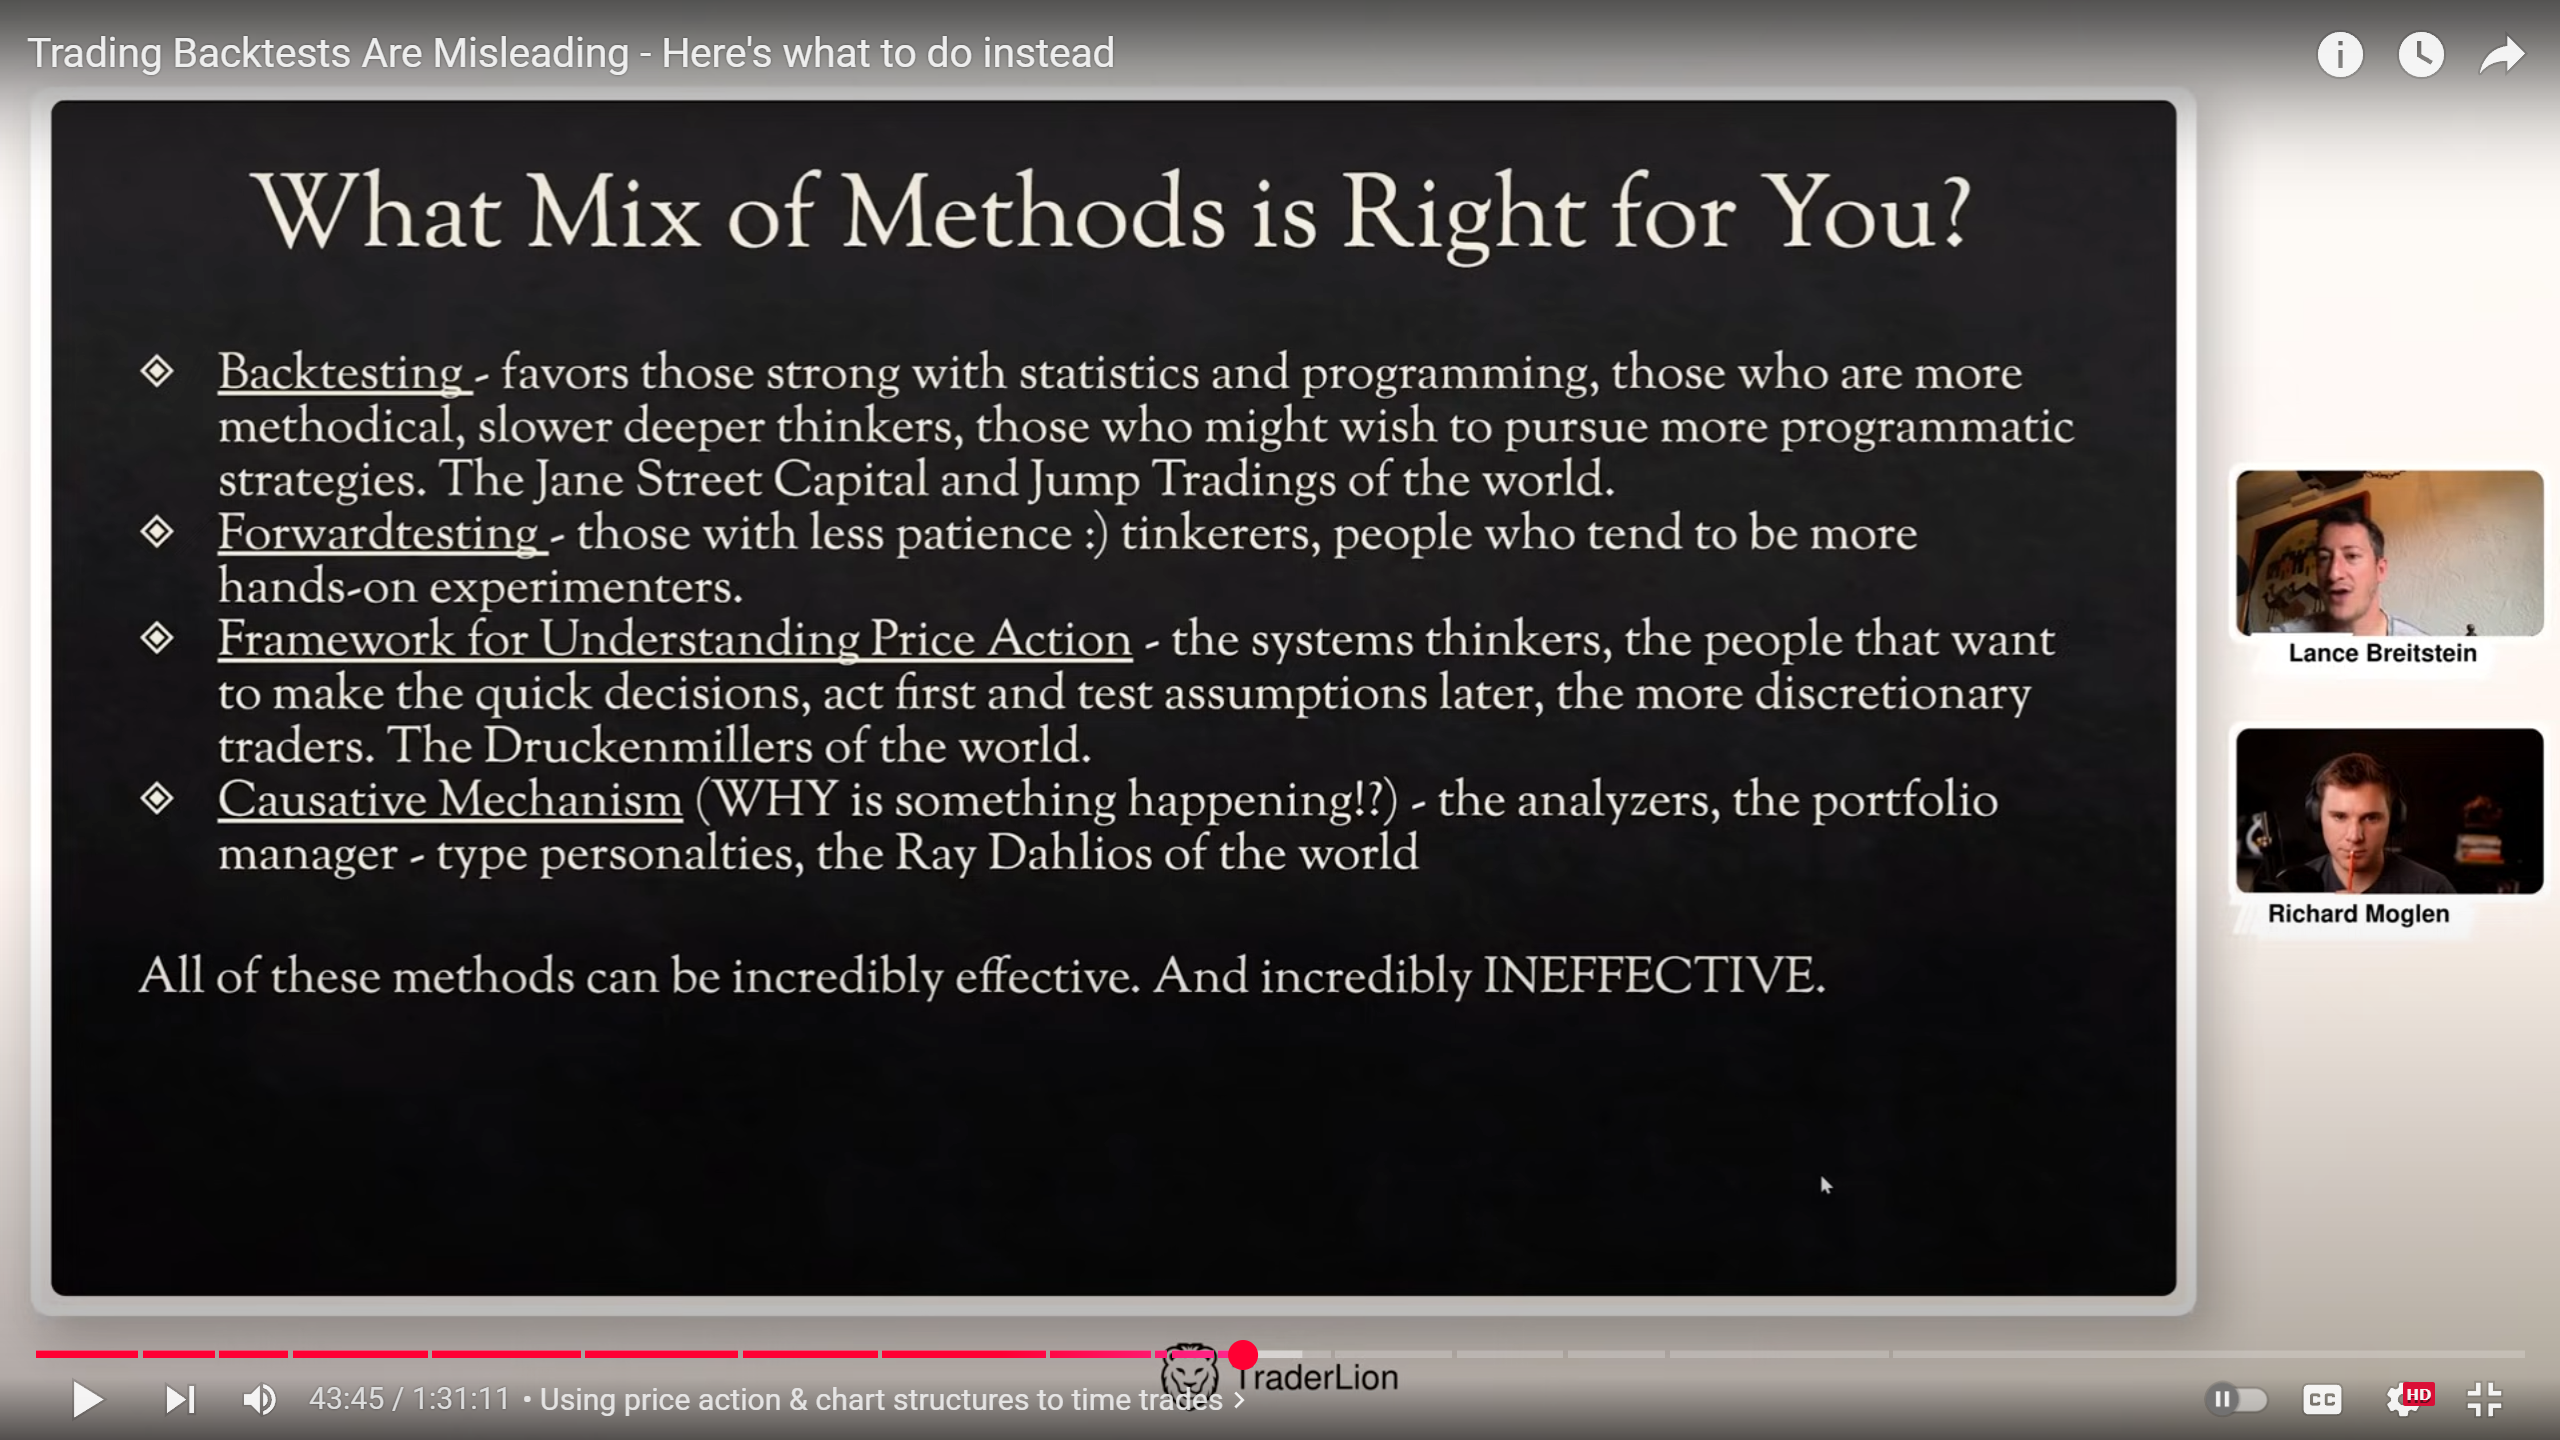 Trading Backtests Are Misleading - Here's what to do instead
What Mix of Methods is Right for You?
Backtesting - favors those strong with statistics and programming, those who are more
methodical, slower deeper thinkers, those who might wish to pursue more programmatic
strategies. The Jane Street Capital and Jump Tradings of the world.
Forwardtesting - those with less patience :) tinkerers, people who tend to be more
hands-on experimenters.
Framework for Understanding Price Action - the systems thinkers, the people that want
to make the quick decisions, act first and test assumptions later, the more discretionary
traders. The Druckenmillers of the world.
Causative Mechanism (WHY is something happening!?) - the analyzers, the portfolio
manager - type personalties, the Ray Dahlios of the world
All of these methods can be incredibly effective. And incredibly INEFFECTIVE.
Lance Breitstein
Richard Moglen
TraderLion
43:45 / 1:31:11 • Using price action & chart structures to time trades >
CC
HD